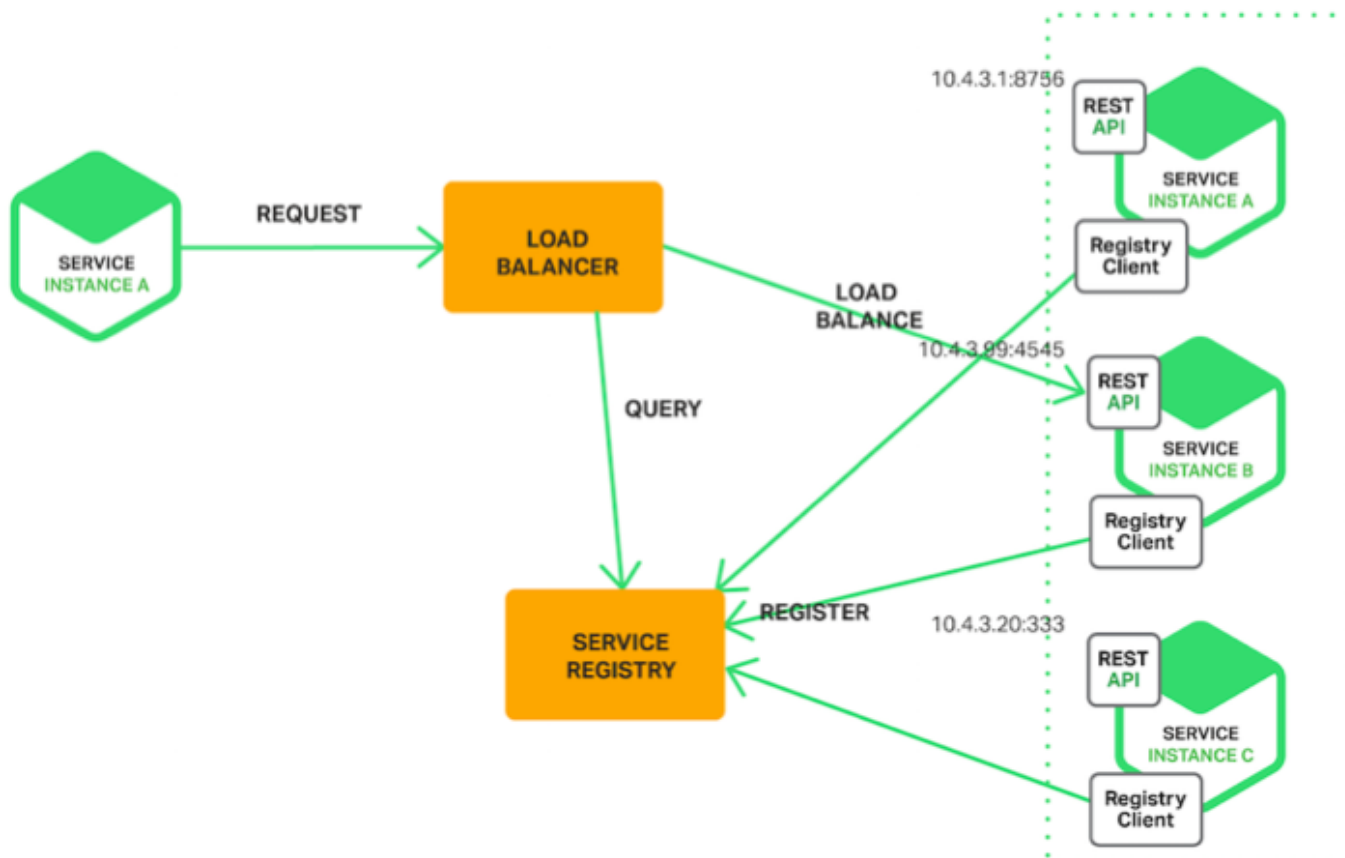 SERVICE
INSTANCE A
REQUEST
LOAD
BALANCER
QUERY
LOAD
BALANCE
SERVICE
REGISTRY
REGISTER
10.4.3.1:8756
REST
API
SERVICE
INSTANCE A
Registry
Client
10.4.3.99:4545
REST
API
SERVICE
INSTANCE B
Registry
Client
10.4.3.20:333
REST
API
SERVICE
INSTANCE C
Registry
Client